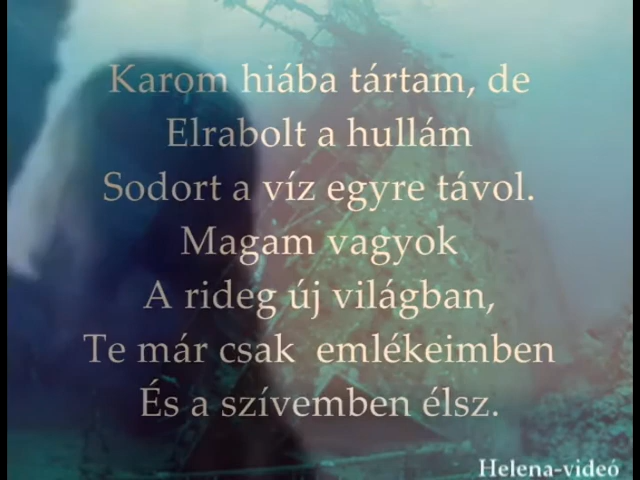 Karom hiába tártam, de
Elrabolt a hullám
Sodort a víz egyre távol.
Magam vagyok
A rideg új világban,
Te már csak  emlékeimben
És a szívemben élsz.
Helena-videó